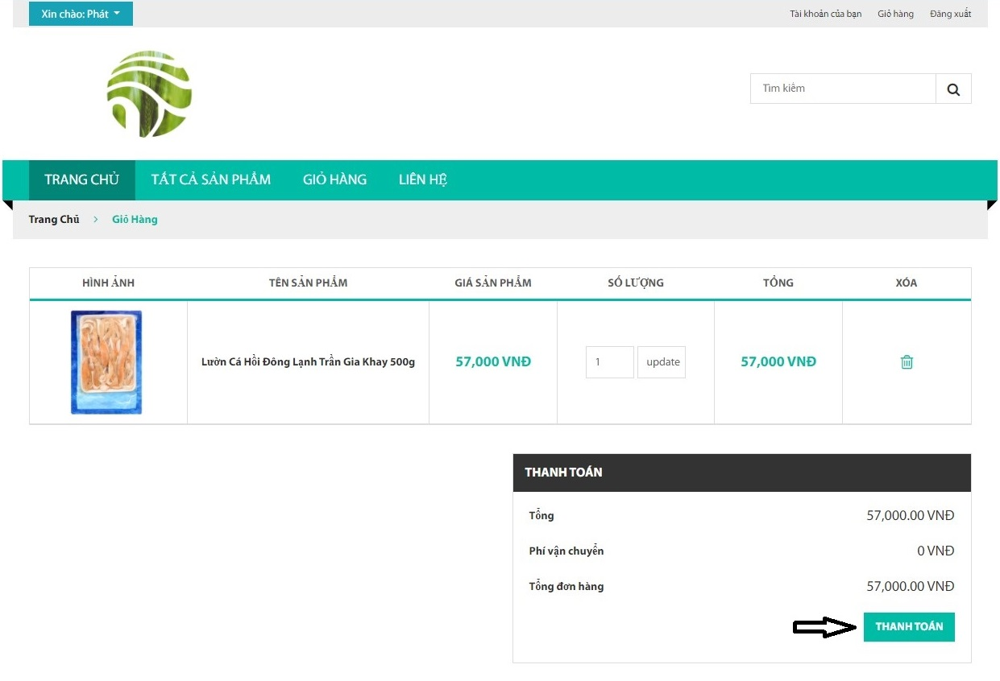 Xin chào: Phát
Tài khoản của bạn Giỏ hàng Đăng xuất
Tìm kiếm
TRANG CHỦ TẤT CẢ SẢN PHẨM GIỎ HÀNG LIÊN HỆ
Trang Chủ > Giỏ Hàng
HÌNH ẢNH TÊN SẢN PHẨM GIÁ SẢN PHẨM SỐ LƯỢNG TỔNG XÓA
Lườn Cá Hồi Đông Lạnh Trần Gia Khay 500g 57,000 VNĐ 1 update 57,000 VNĐ
THANH TOÁN
Tổng 57,000.00 VNĐ
Phí vận chuyển 0 VNĐ
Tổng đơn hàng 57,000.00 VNĐ
THANH TOÁN